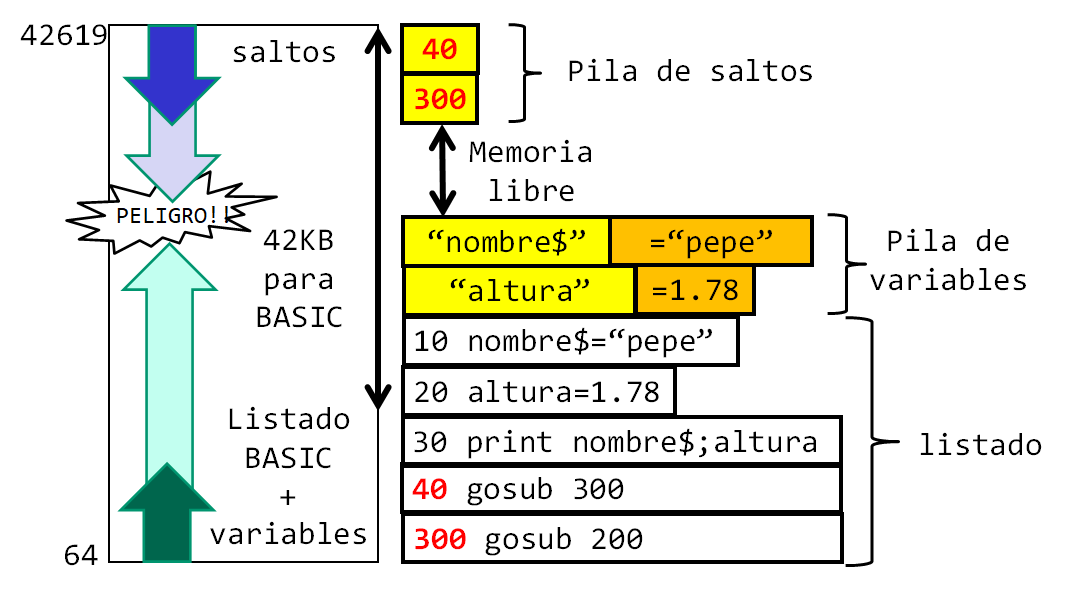 42619
saltos
PELIGRO!!
42KB
para
BASIC
Listado
BASIC
+
variables
64
40
300
Pila de saltos
Memoria
libre
“nombre$” =“pepe”
“altura” =1.78
Pila de
variables
10 nombre$=“pepe”
20 altura=1.78
30 print nombre$;altura
40 gosub 300
300 gosub 200
listado